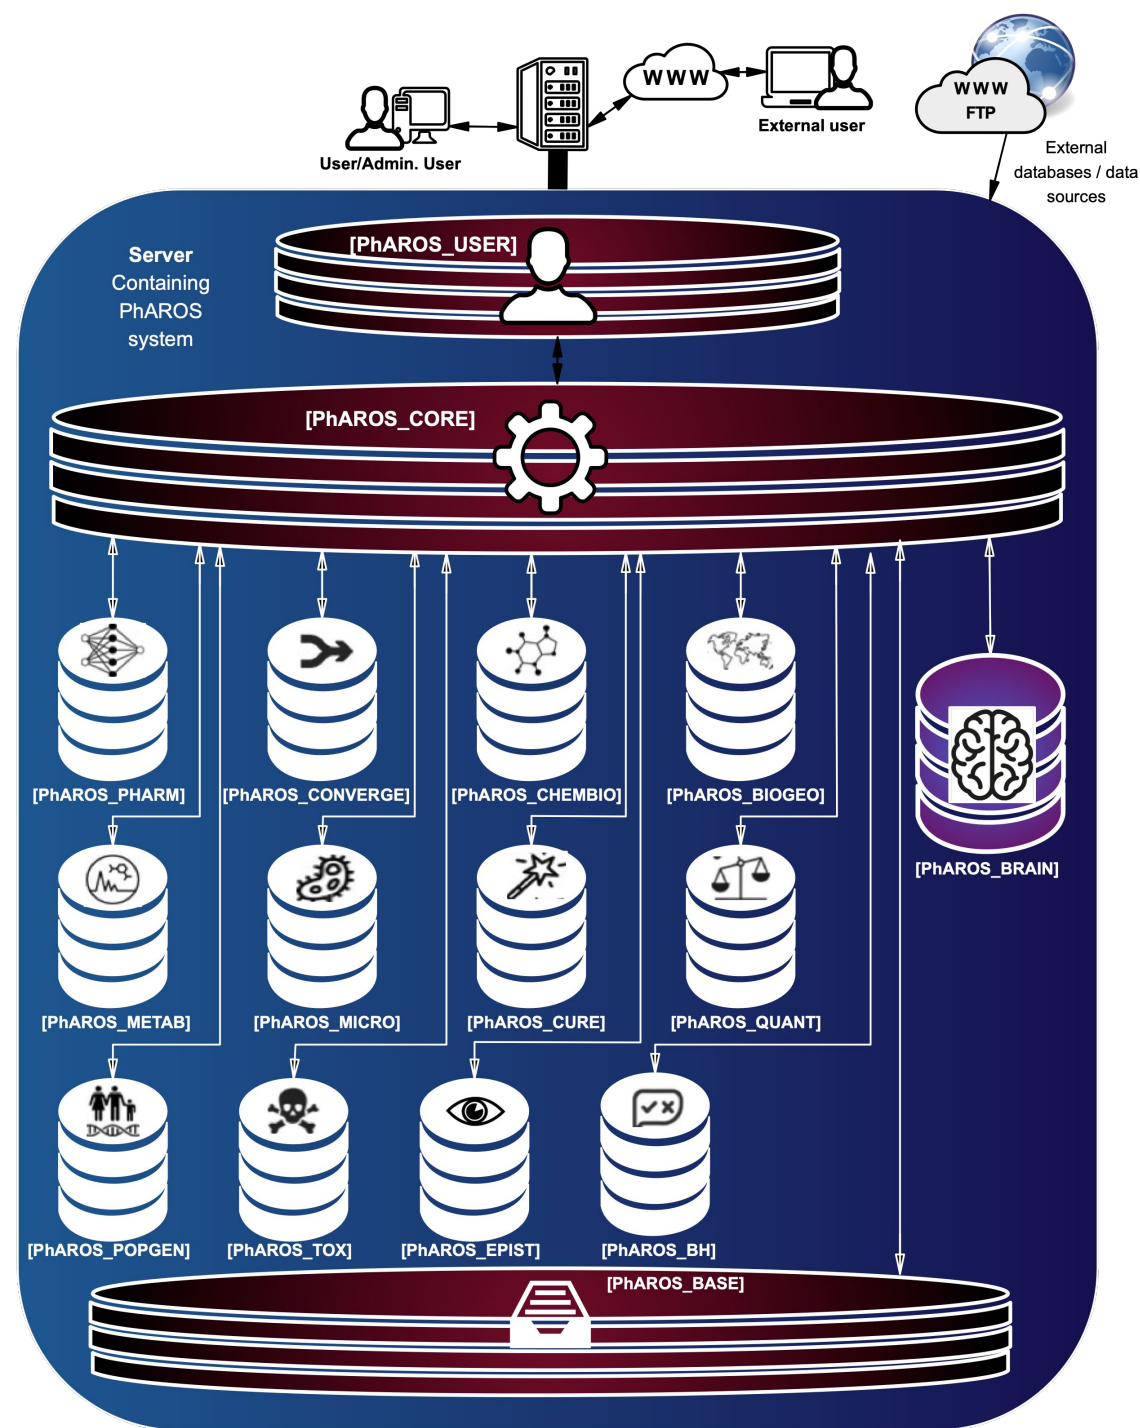 WWW
External user
User/Admin. User
WWW
FTP
External
databases / data
sources
Server
Containing
PhAROS
system
[PhAROS_USER]
[PhAROS_CORE]
[PhAROS_PHARM]
[PhAROS_CONVERGE]
[PhAROS_CHEMBIO]
[PhAROS_BIOGEO]
[PhAROS_BRAIN]
[PhAROS_METAB]
[PhAROS_MICRO]
[PhAROS_CURE]
[PhAROS_QUANT]
[PhAROS_POPGEN]
[PhAROS_TOX]
[PhAROS_EPIST]
[PhAROS_BH]
[PhAROS_BASE]